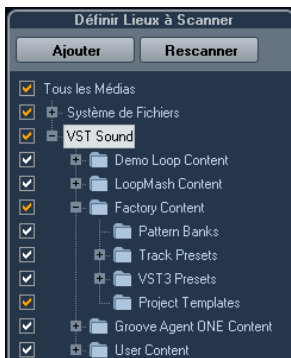 Définir Lieux à Scanner
Ajouter Rescanner
Tous les Médias
Système de Fichiers
VST Sound
Demo Loop Content
LoopMash Content
Factory Content
Pattern Banks
Track Presets
VST3 Presets
Project Templates
Groove Agent ONE Content
User Content